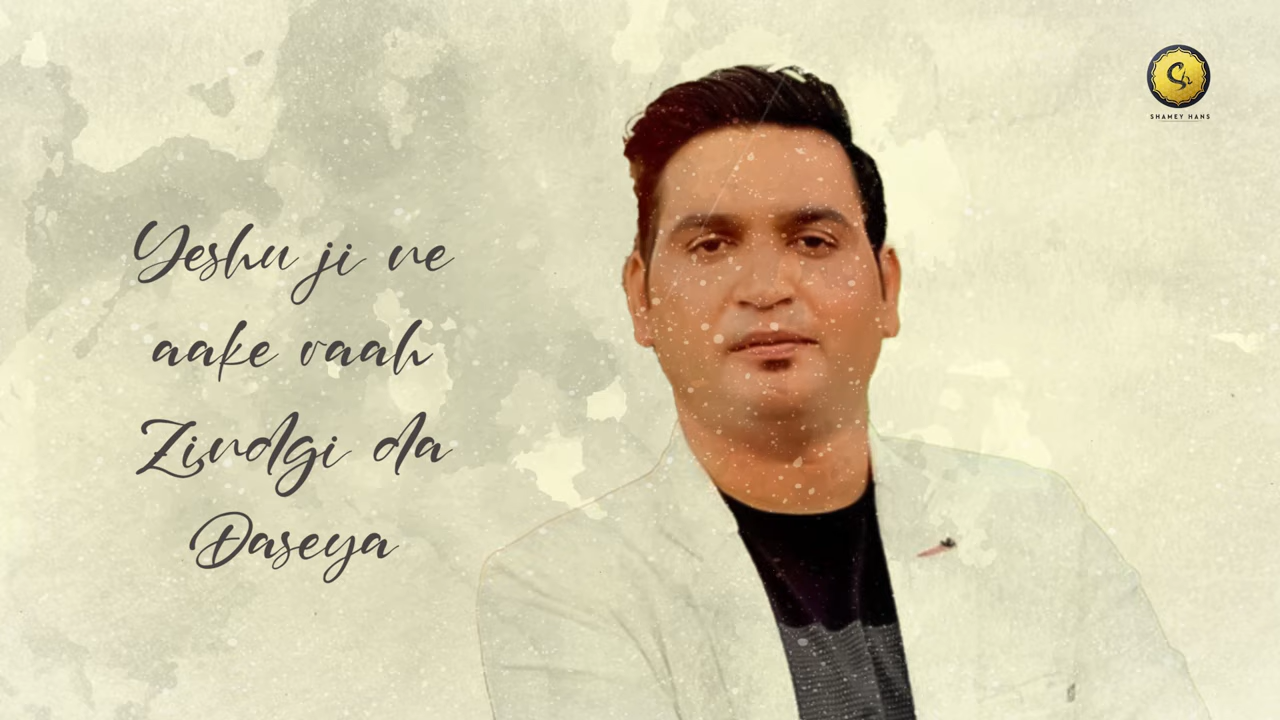 Yeshu ji ne
aake raah
Zindgi da
Daseya
SHAMEY HANS